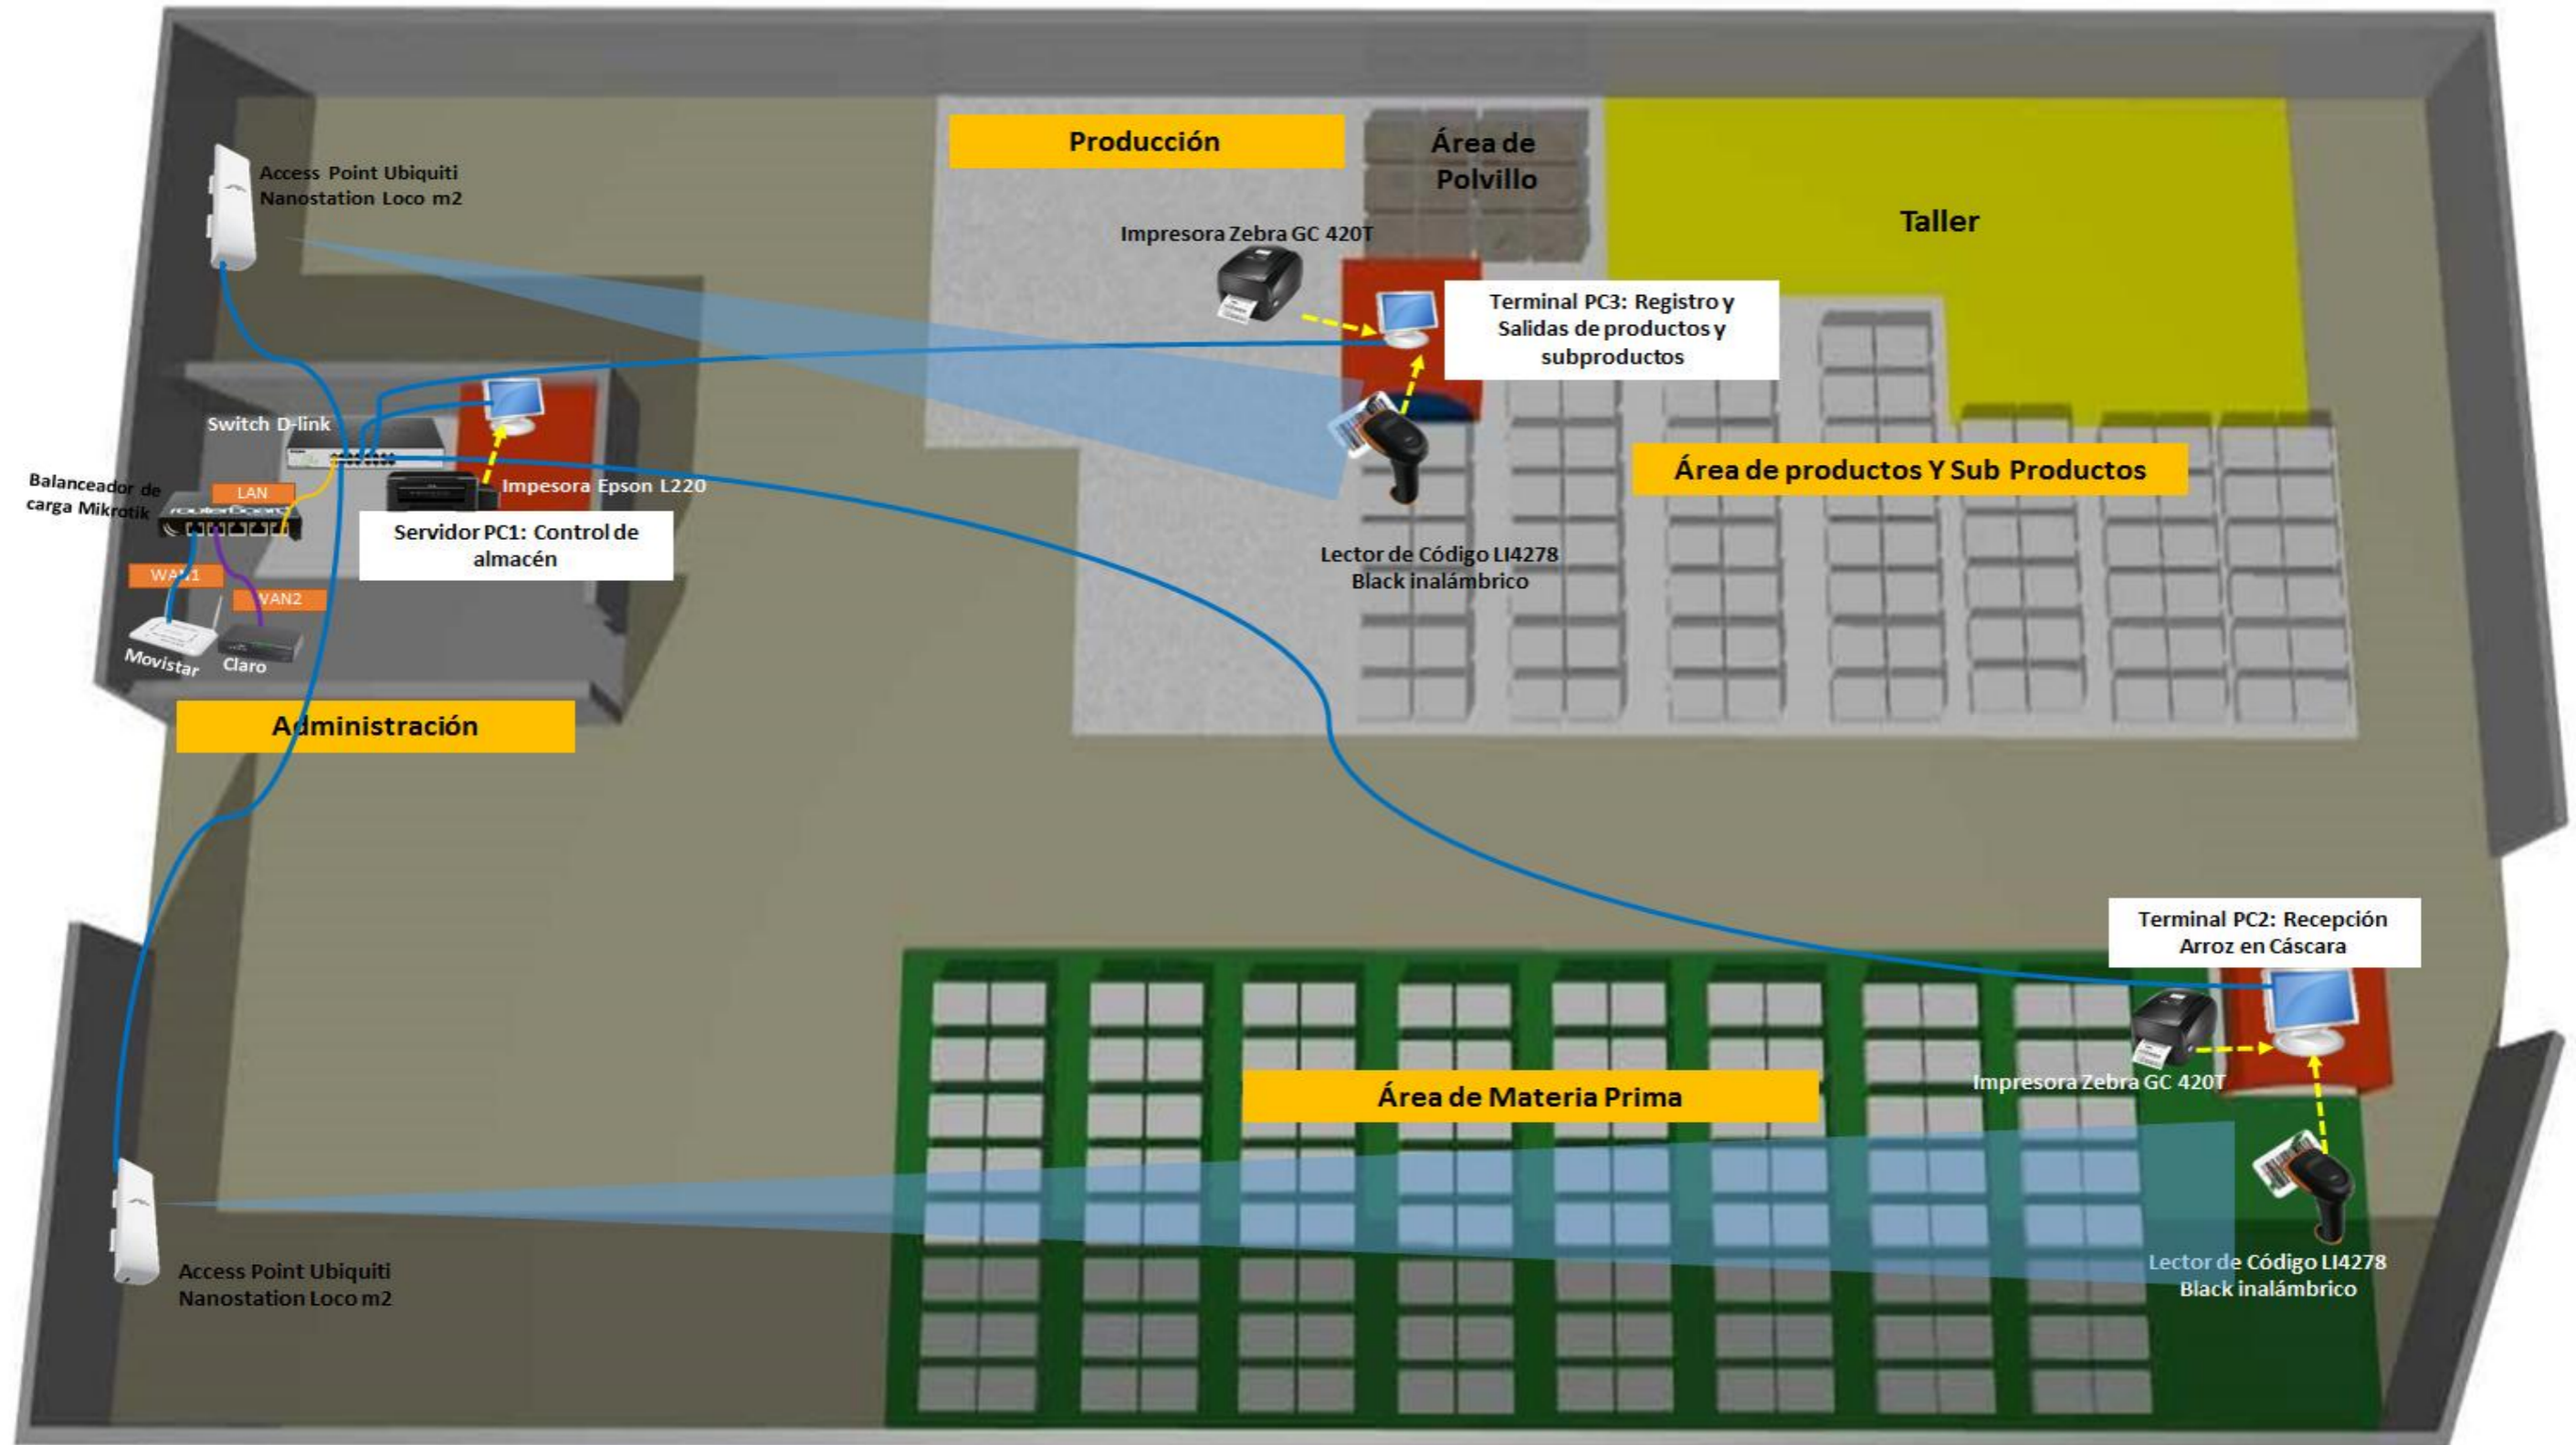 Producción
Área de
Polvillo
Taller
Access Point Ubiquiti
Nanostation Loco m2
Impresora Zebra GC 420T
Terminal PC3: Registro y
Salidas de productos y
subproductos
Switch D-link
Balanceador de
carga Mikrotik
LAN
routerboard
Impesora Epson L220
Servidor PC1: Control de
almacén
Área de productos Y Sub Productos
Lector de Código LI4278
Black inalámbrico
WAN1
WAN2
Movistar
Claro
Administración
Terminal PC2: Recepción
Arroz en Cáscara
Impresora Zebra GC 420T
Área de Materia Prima
Lector de Código LI4278
Black inalámbrico
Access Point Ubiquiti
Nanostation Loco m2